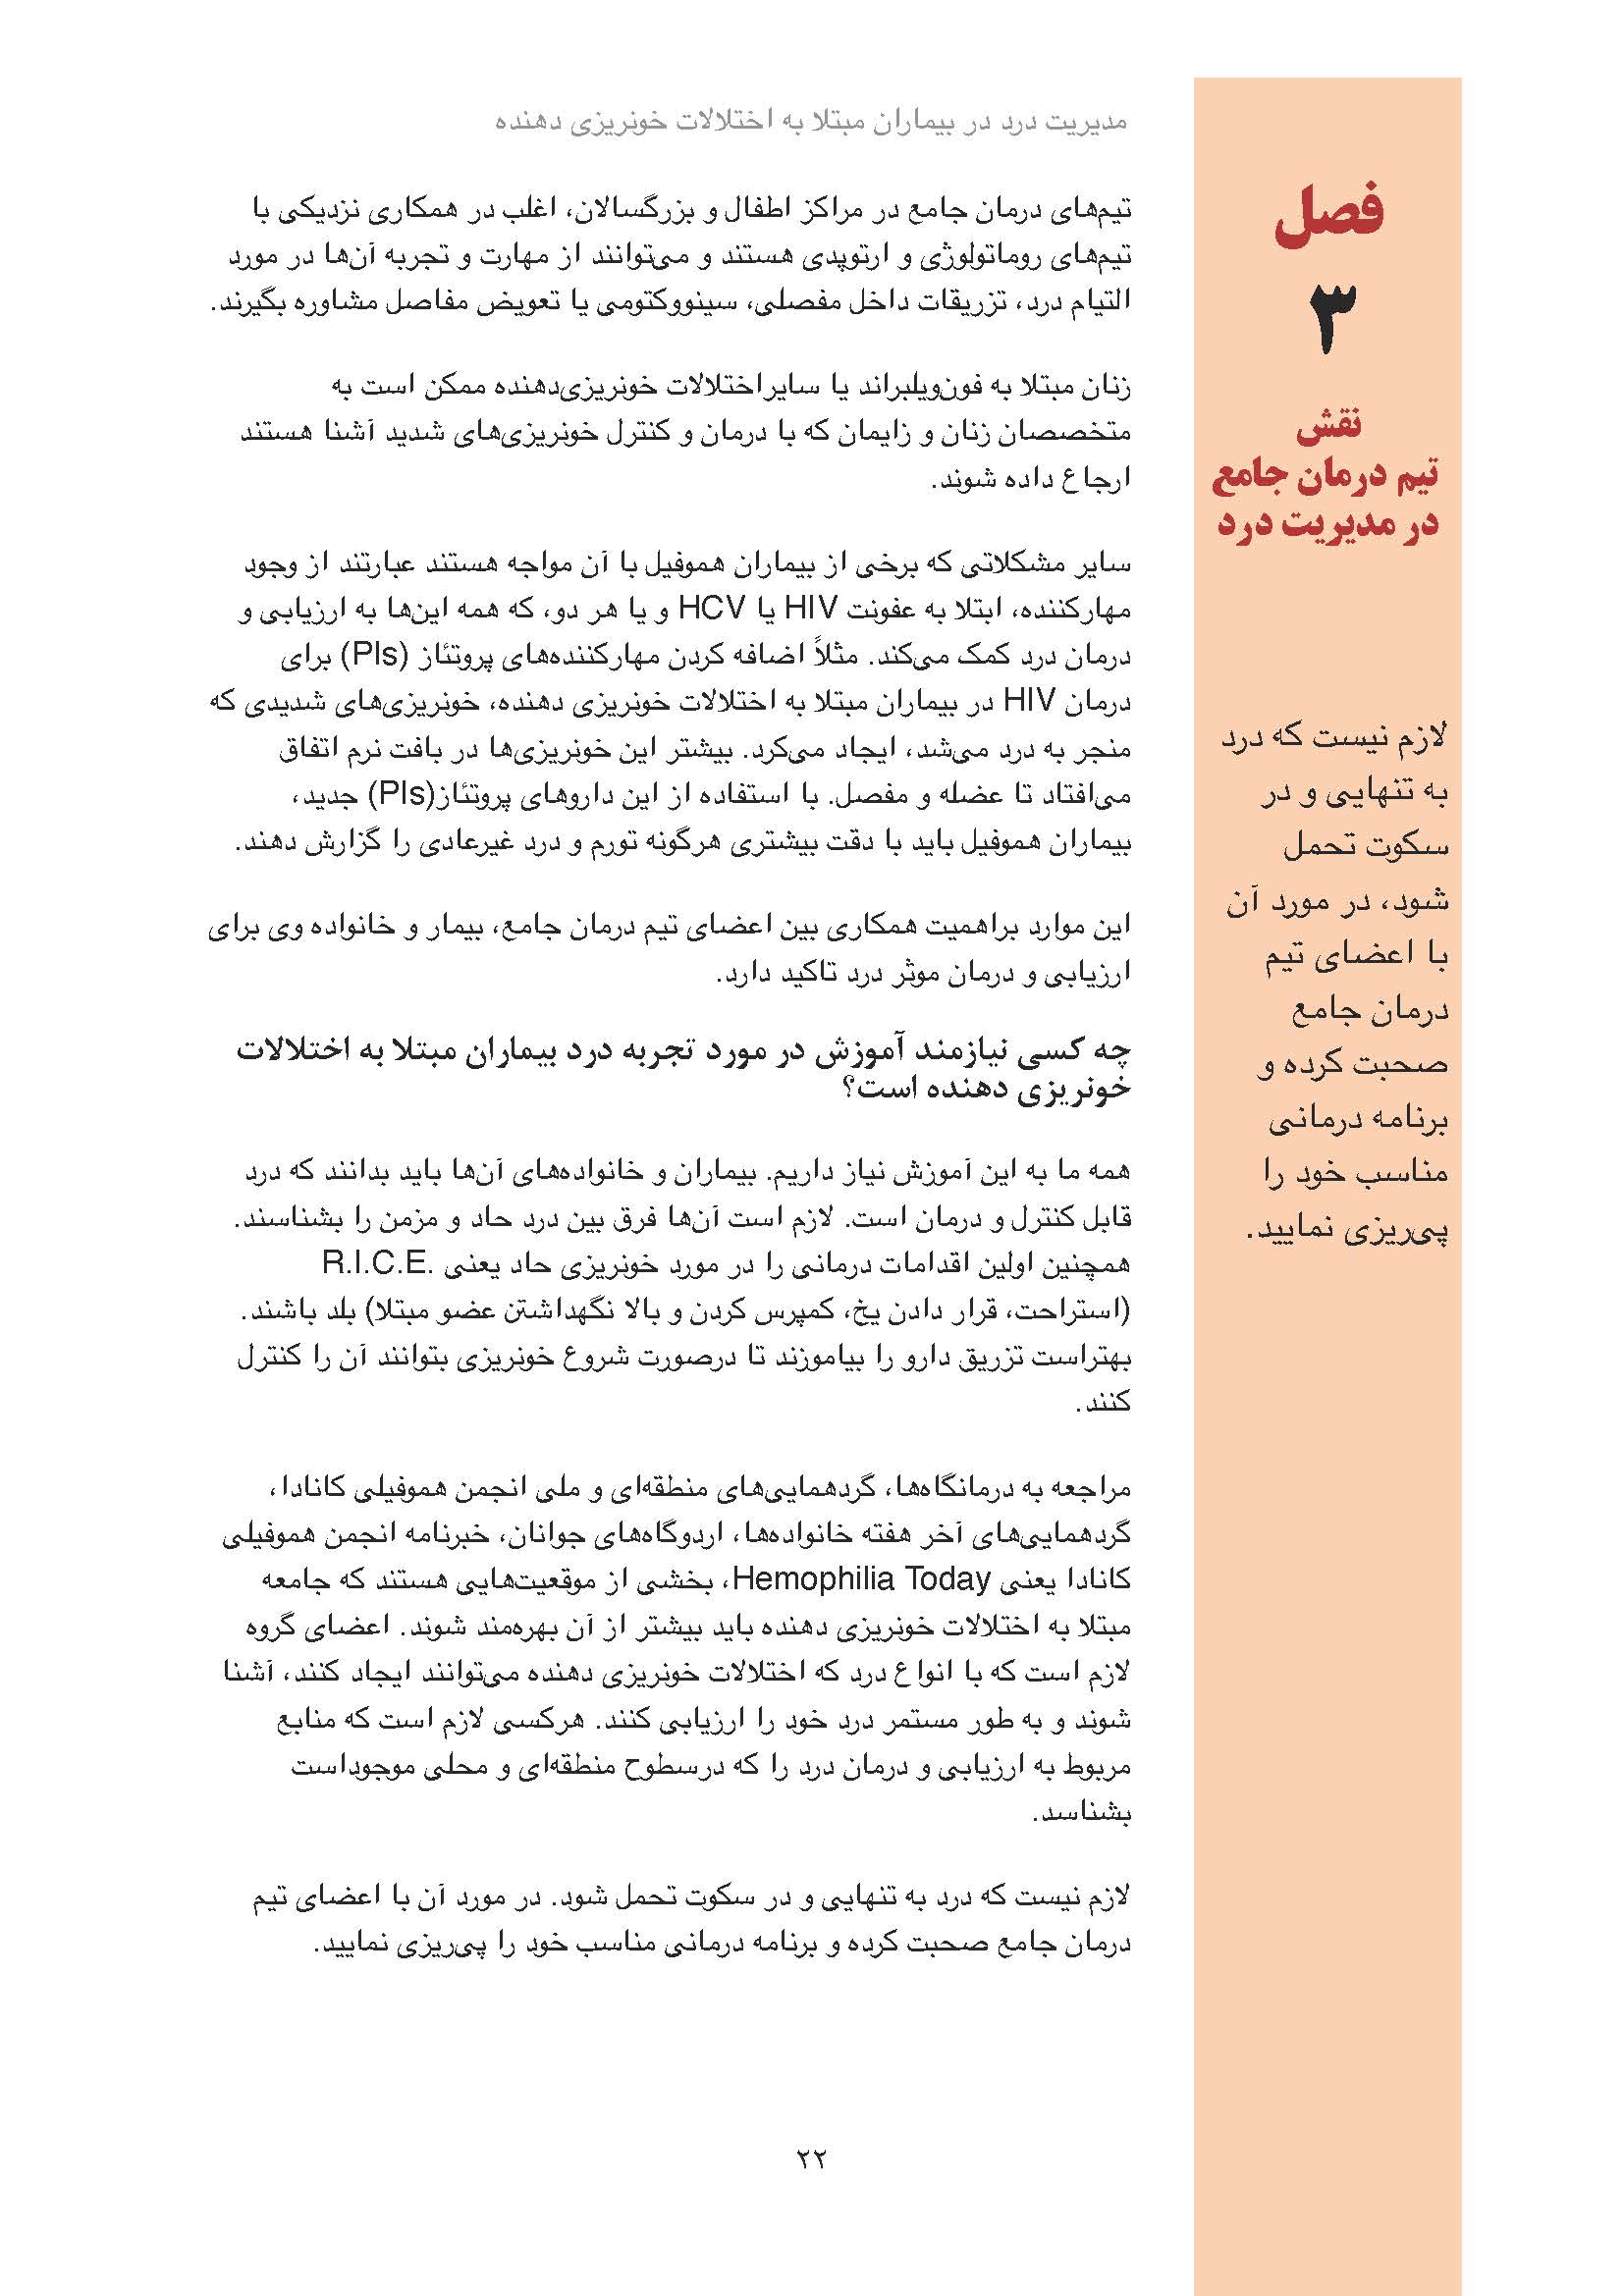 مدیریت درد در بیماران مبتلا به اختلالات خونریزی دهنده
فصل
۳
نقش
تیم درمان جامع
در مدیریت درد
لازم نیست که درد
به تنهایی و در
سکوت تحمل
شود، در مورد آن
با اعضای تیم
درمان جامع
صحبت کرده و
برنامه درمانی
مناسب خود را
پی‌ریزی نمایید.
تیم‌های درمان جامع در مراکز اطفال و بزرگسالان، اغلب در همکاری نزدیکی با
تیم‌های روماتولوژی و ارتوپدی هستند و می‌توانند از مهارت و تجربه آن‌ها در مورد
التیام درد، تزریقات داخل مفصلی، سینووکتومی یا تعویض مفاصل مشاوره بگیرند.
زنان مبتلا به فون‌ویلبراند یا سایراختلالات خونریزی‌دهنده ممکن است به
متخصصان زنان و زایمان که با درمان و کنترل خونریزی‌های شدید آشنا هستند
ارجاع داده شوند.
سایر مشکلاتی که برخی از بیماران هموفیل با آن مواجه هستند عبارتند از وجود
مهارکننده، ابتلا به عفونت HIV یا HCV و یا هر دو، که همه این‌ها به ارزیابی و
درمان درد کمک می‌کند. مثلاً اضافه کردن مهارکننده‌های پروتئاز (PIs) برای
درمان HIV در بیماران مبتلا به اختلالات خونریزی دهنده، خونریزی‌های شدیدی که
منجر به درد می‌شد، ایجاد می‌کرد. بیشتر این خونریزی‌ها در بافت نرم اتفاق
می‌افتاد تا عضله و مفصل. با استفاده از این داروهای پروتئاز(PIs) جدید،
بیماران هموفیل باید با دقت بیشتری هرگونه تورم و درد غیرعادی را گزارش دهند.
این موارد براهمیت همکاری بین اعضای تیم درمان جامع، بیمار و خانواده وی برای
ارزیابی و درمان موثر درد تاکید دارد.
چه کسی نیازمند آموزش در مورد تجربه درد بیماران مبتلا به اختلالات
خونریزی دهنده است؟
همه ما به این آموزش نیاز داریم. بیماران و خانواده‌های آن‌ها باید بدانند که درد
قابل کنترل و درمان است. لازم است آن‌ها فرق بین درد حاد و مزمن را بشناسند.
همچنین اولین اقدامات درمانی را در مورد خونریزی حاد یعنی R.I.C.E.
(استراحت، قرار دادن یخ، کمپرس کردن و بالا نگهداشتن عضو مبتلا) بلد باشند.
بهتراست تزریق دارو را بیاموزند تا درصورت شروع خونریزی بتوانند آن را کنترل
کنند.
مراجعه به درمانگاه‌ها، گردهمایی‌های منطقه‌ای و ملی انجمن هموفیلی کانادا،
گردهمایی‌های آخر هفته خانواده‌ها، اردوگاه‌های جوانان، خبرنامه انجمن هموفیلی
کانادا یعنی Hemophilia Today، بخشی از موقعیت‌هایی هستند که جامعه
مبتلا به اختلالات خونریزی دهنده باید بیشتر از آن بهره‌مند شوند. اعضای گروه
لازم است که با انواع درد که اختلالات خونریزی دهنده می‌توانند ایجاد کنند، آشنا
شوند و به طور مستمر درد خود را ارزیابی کنند. هرکسی لازم است که منابع
مربوط به ارزیابی و درمان درد را که درسطوح منطقه‌ای و محلی موجوداست
بشناسد.
لازم نیست که درد به تنهایی و در سکوت تحمل شود. در مورد آن با اعضای تیم
درمان جامع صحبت کرده و برنامه درمانی مناسب خود را پی‌ریزی نمایید.
۲۲